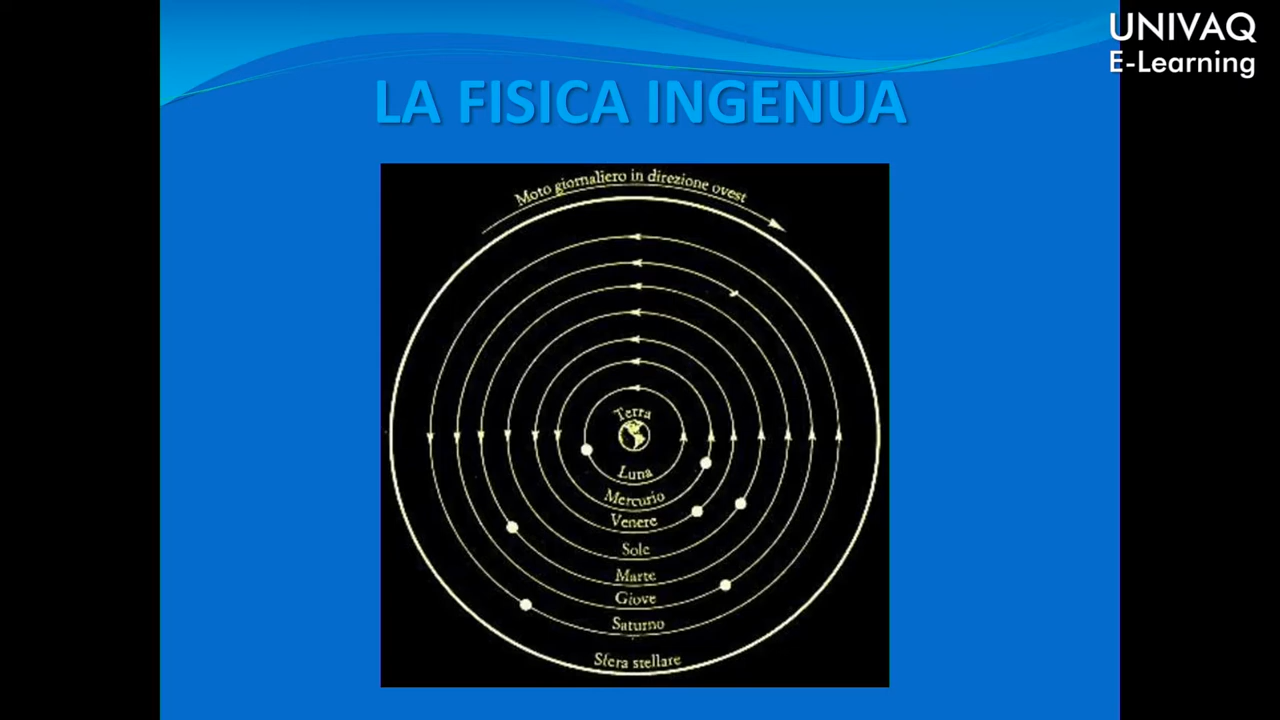 UNIVAQ
E-Learning
LA FISICA INGENUA
Moto giornaliero in direzione ovest
Terra
Luna
Mercurio
Venere
Sole
Marte
Giove
Saturno
Sfera stellare